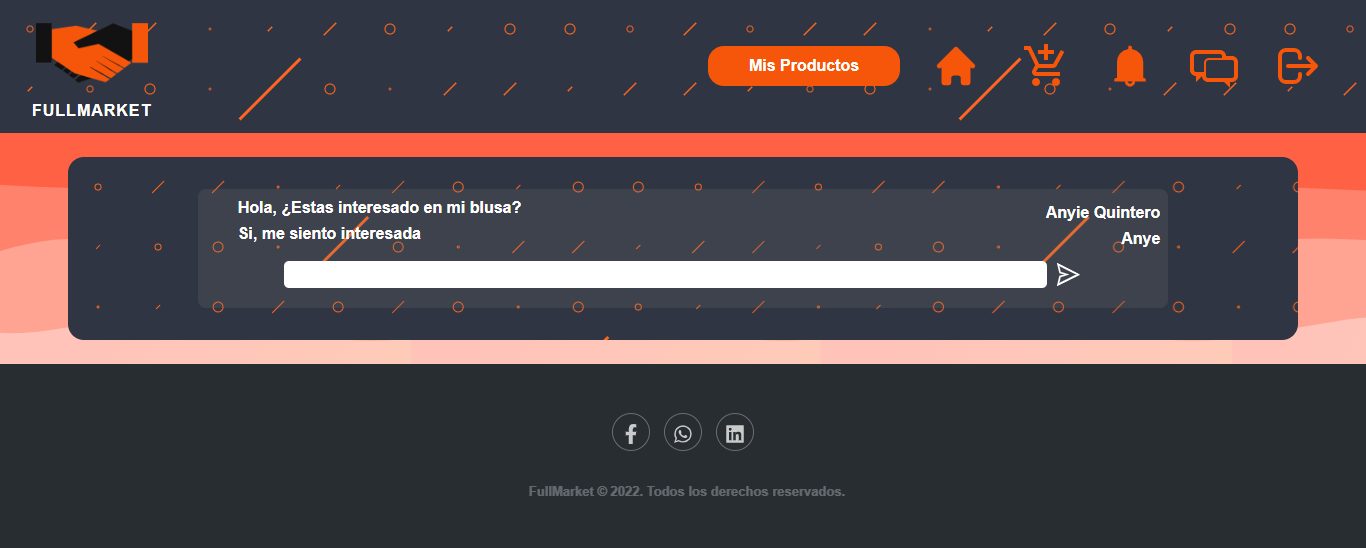 Mis Productos
FULLMARKET
Hola, ¿Estas interesado en mi blusa?
Anyie Quintero
Si, me siento interesada
Anye
FullMarket © 2022. Todos los derechos reservados.